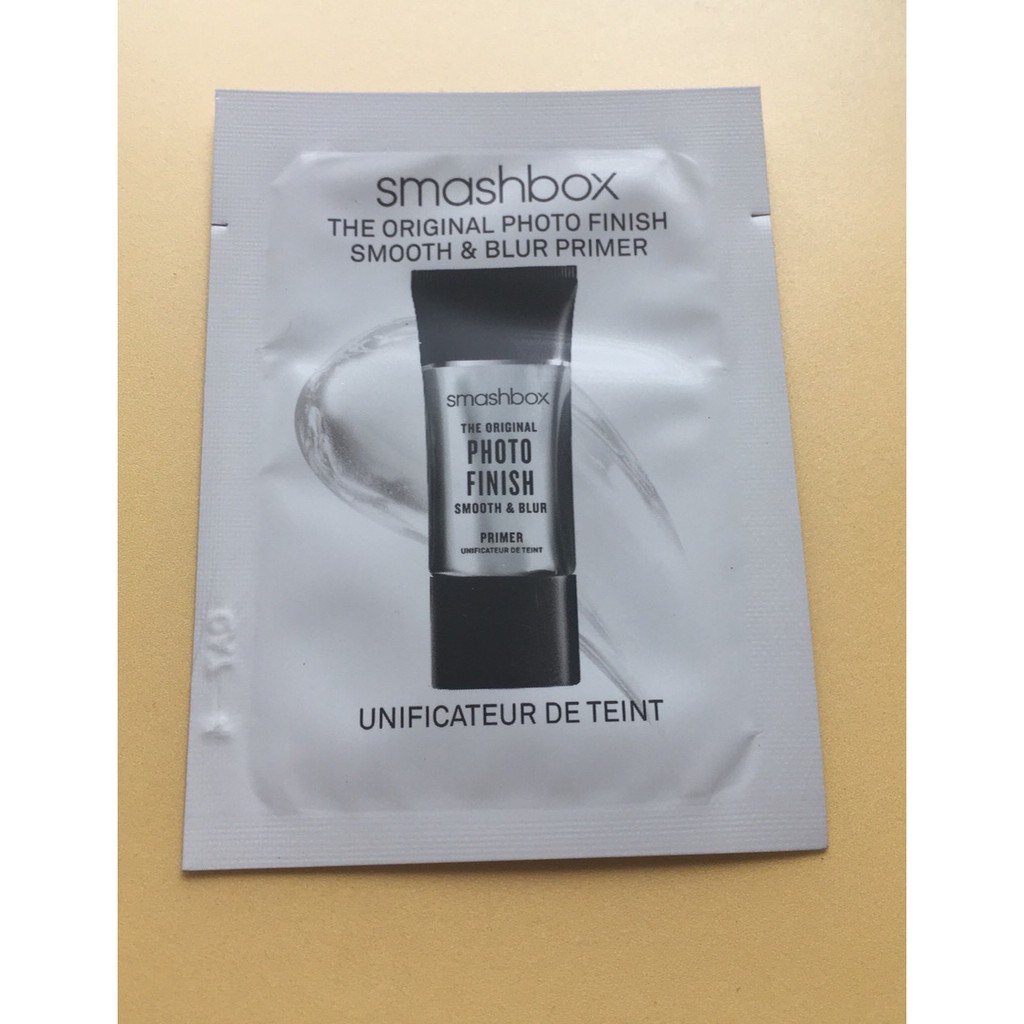 smashbox
THE ORIGINAL PHOTO FINISH
SMOOTH & BLUR PRIMER
smashbox
THE ORIGINAL
PHOTO
FINISH
SMOOTH & BLUR
PRIMER
UNIFICATEUR DE TEINT
UNIFICATEUR DE TEINT